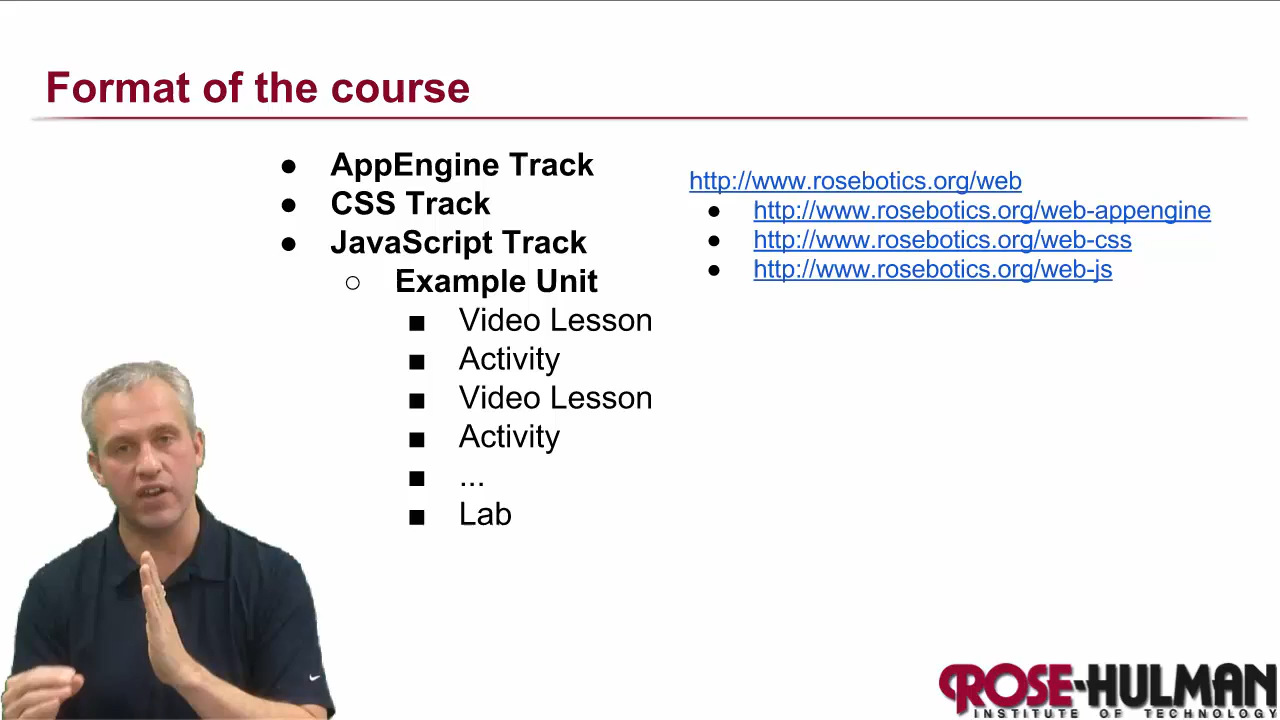 Format of the course
● AppEngine Track
● CSS Track
● JavaScript Track
○ Example Unit
■ Video Lesson
■ Activity
■ Video Lesson
■ Activity
■ ...
■ Lab
http://www.rosebotics.org/web
● http://www.rosebotics.org/web-appengine
● http://www.rosebotics.org/web-css
● http://www.rosebotics.org/web-js
ROSE-HULMAN
INSTITUTE OF TECHNOLOGY